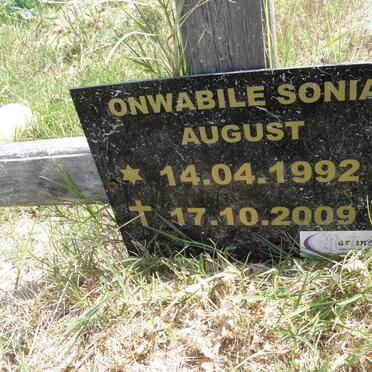 ONWABILE SONIA
AUGUST
14.04.1992
17.10.2009